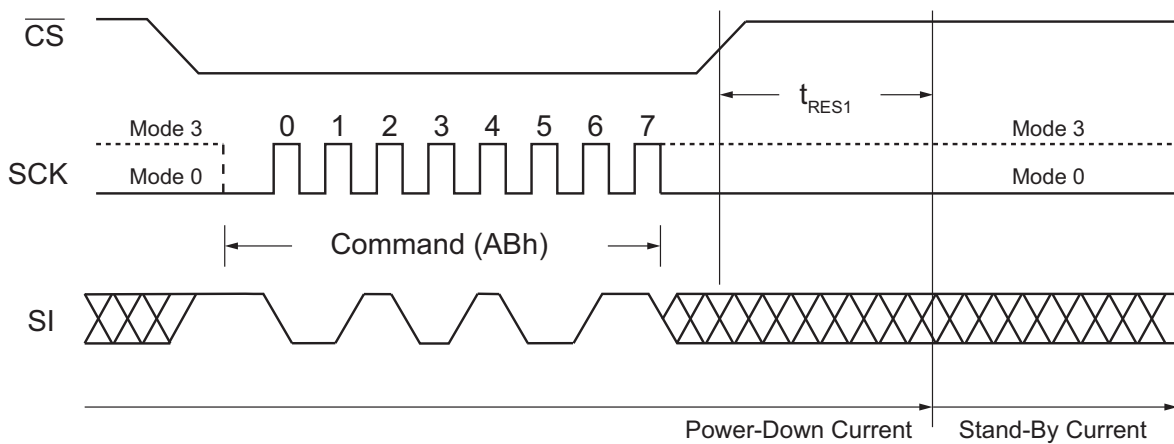 CS
t_RES1
Mode 3
0 1 2 3 4 5 6 7
Mode 3
SCK
Mode 0
Mode 0
Command (ABh)
SI
Power-Down Current
Stand-By Current